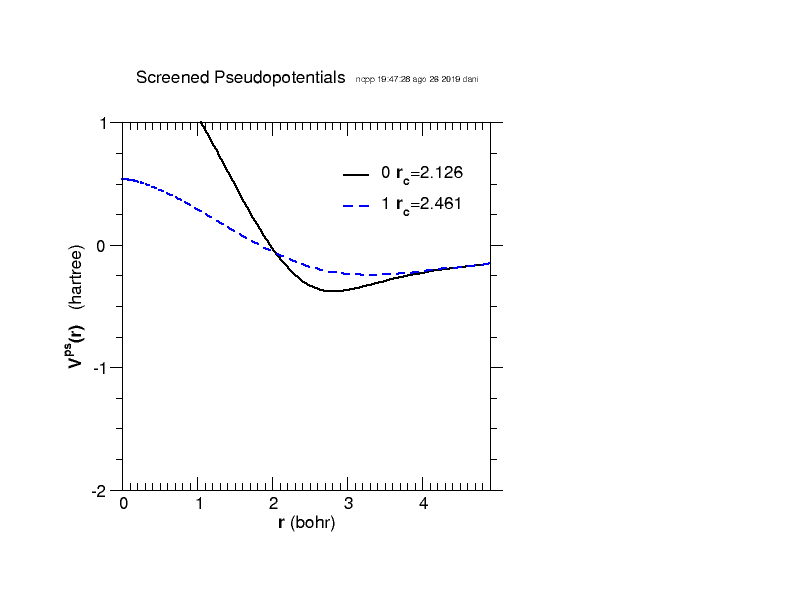 Screened Pseudopotentials ncpp 19:47:28 ago 26 2019 dani
1
0 rc=2.126
1 rc=2.461
0
-1
-2
Vps(r) (hartree)
0 1 2 3 4
r (bohr)